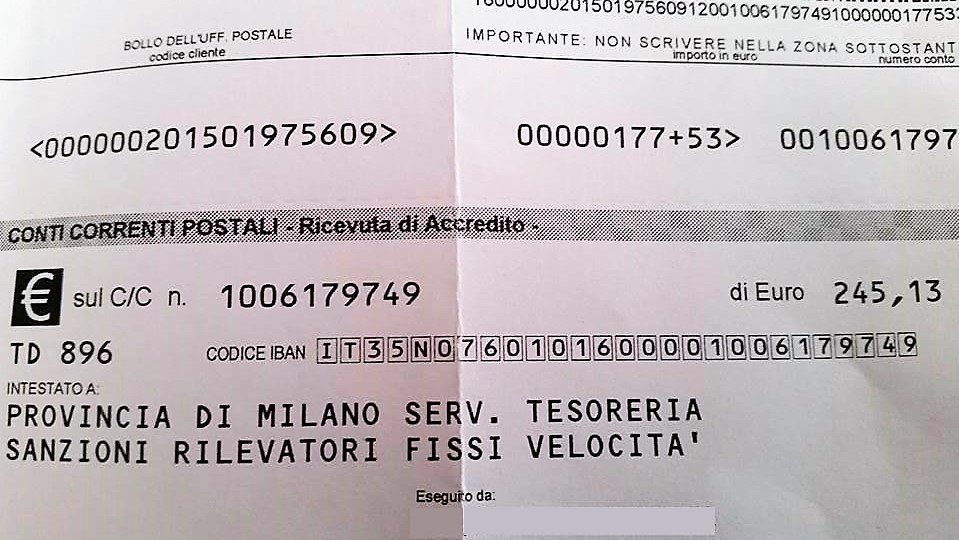 18000000201501975609120010061797491000000177533
BOLLO DELL'UFF. POSTALE
codice cliente
IMPORTANTE: NON SCRIVERE NELLA ZONA SOTTOSTANT
importo in euro numero conto
<000000201501975609> 00000177+53> 0010061797
CONTI CORRENTI POSTALI - Ricevuta di Accredito -
€ sul C/C n. 1006179749 di Euro 245,13
TD 896 CODICE IBAN IT35N0760101600001006179749
INTESTATO A:
PROVINCIA DI MILANO SERV. TESORERIA
SANZIONI RILEVATORI FISSI VELOCITA'
Eseguito da: